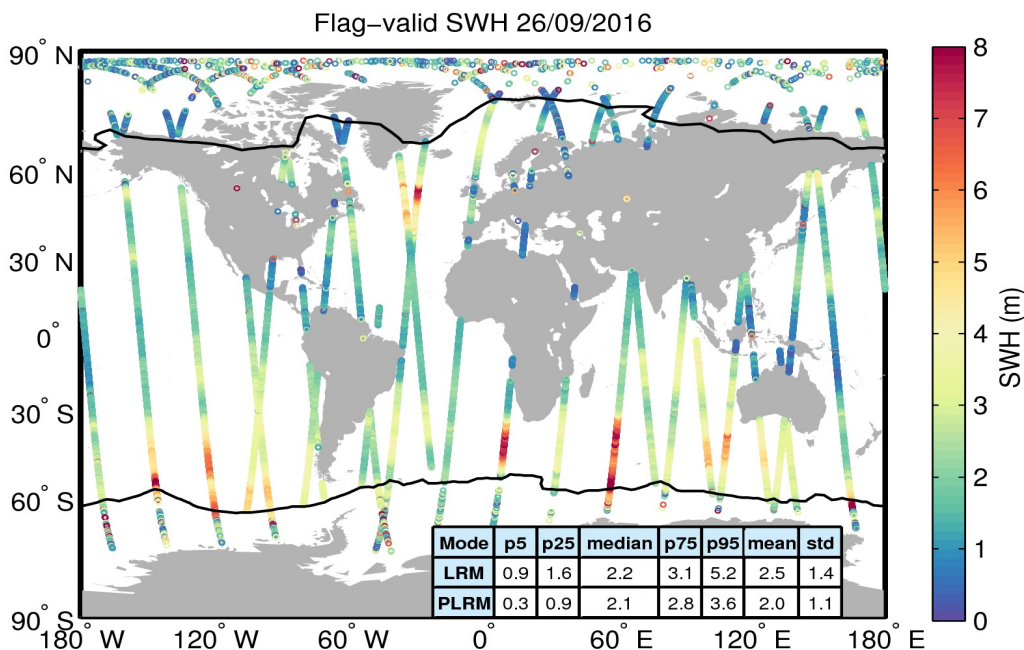 Flag−valid SWH 26/09/2016
90° N
60° N
30° N
0°
30° S
60° S
90° S
180° W
120° W
60° W
0°
60° E
120° E
180° E
Mode p5 p25 median p75 p95 mean std
LRM 0.9 1.6 2.2 3.1 5.2 2.5 1.4
PLRM 0.3 0.9 2.1 2.8 3.6 2.0 1.1
8
7
6
5
4
3
2
1
0
SWH (m)